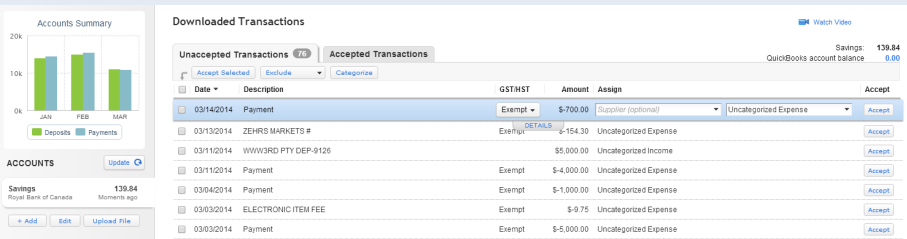 Accounts Summary
20k
10k
0k
JAN FEB MAR
Deposits Payments
ACCOUNTS Update
Savings 139.84
Royal Bank of Canada Moments ago
+ Add Edit Upload File
Downloaded Transactions
Watch Video
Unaccepted Transactions 76 Accepted Transactions
Savings: 139.84
QuickBooks account balance 0.00
Accept Selected Exclude Categorize
Date Description GST/HST Amount Assign Accept
03/14/2014 Payment Exempt $-700.00 Supplier (optional) Uncategorized Expense Accept
DETAILS
03/13/2014 ZEHRS MARKETS # Exempt $-154.30 Uncategorized Expense Accept
03/11/2014 WWW3RD PTY DEP-9126 $5,000.00 Uncategorized Income Accept
03/11/2014 Payment Exempt $-4,000.00 Uncategorized Expense Accept
03/04/2014 Payment Exempt $-1,000.00 Uncategorized Expense Accept
03/03/2014 ELECTRONIC ITEM FEE Exempt $-9.75 Uncategorized Expense Accept
03/03/2014 Payment Exempt $-5,000.00 Uncategorized Expense Accept